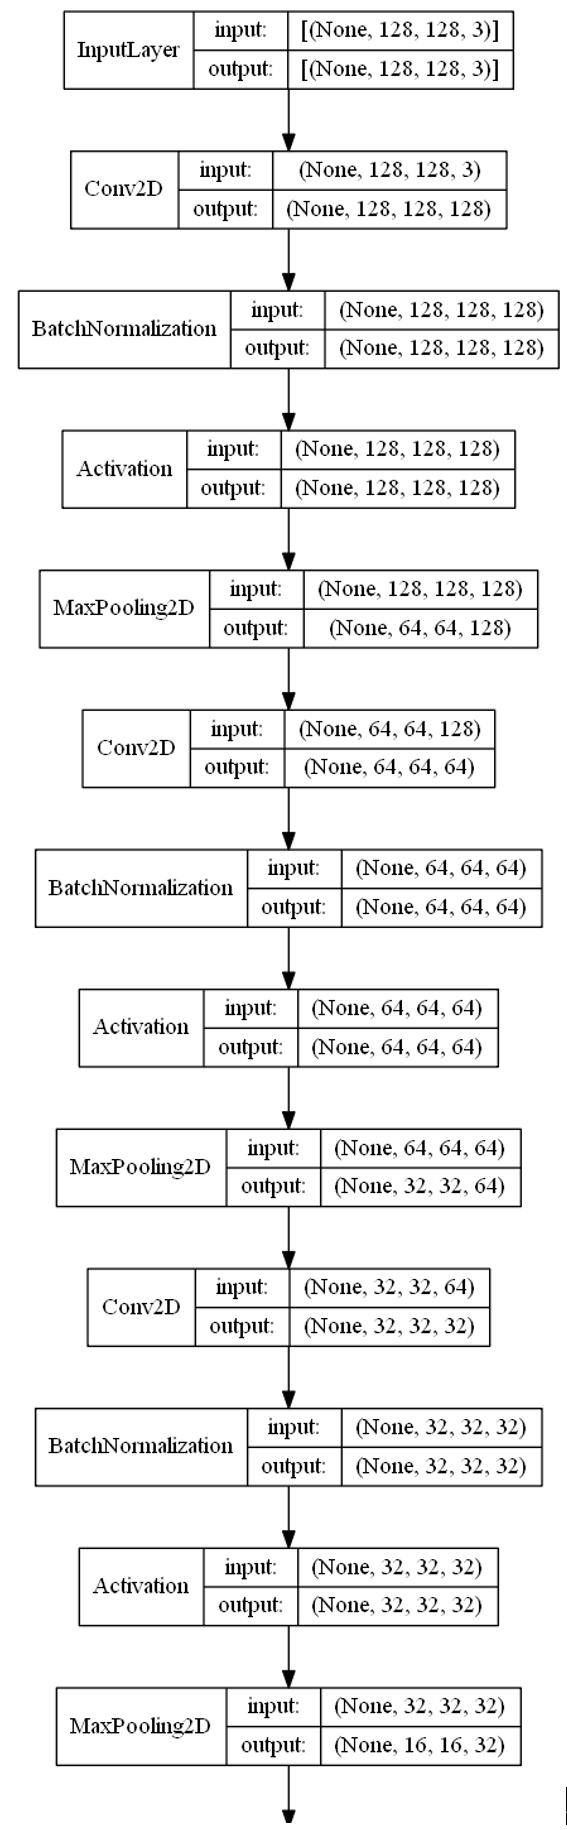 InputLayer
input: [(None, 128, 128, 3)]
output: [(None, 128, 128, 3)]
Conv2D
input: (None, 128, 128, 3)
output: (None, 128, 128, 128)
BatchNormalization
input: (None, 128, 128, 128)
output: (None, 128, 128, 128)
Activation
input: (None, 128, 128, 128)
output: (None, 128, 128, 128)
MaxPooling2D
input: (None, 128, 128, 128)
output: (None, 64, 64, 128)
Conv2D
input: (None, 64, 64, 128)
output: (None, 64, 64, 64)
BatchNormalization
input: (None, 64, 64, 64)
output: (None, 64, 64, 64)
Activation
input: (None, 64, 64, 64)
output: (None, 64, 64, 64)
MaxPooling2D
input: (None, 64, 64, 64)
output: (None, 32, 32, 64)
Conv2D
input: (None, 32, 32, 64)
output: (None, 32, 32, 32)
BatchNormalization
input: (None, 32, 32, 32)
output: (None, 32, 32, 32)
Activation
input: (None, 32, 32, 32)
output: (None, 32, 32, 32)
MaxPooling2D
input: (None, 32, 32, 32)
output: (None, 16, 16, 32)